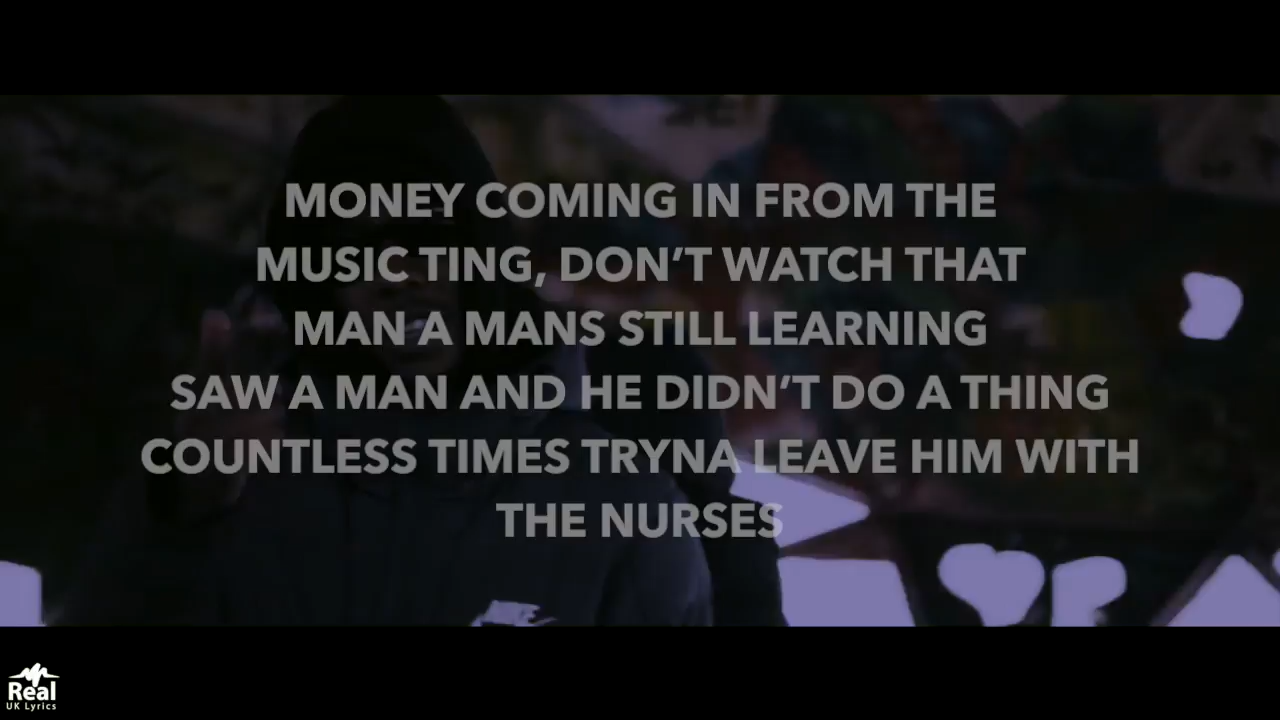 MONEY COMING IN FROM THE
MUSIC TING, DON'T WATCH THAT
MAN A MANS STILL LEARNING
SAW A MAN AND HE DIDN'T DO A THING
COUNTLESS TIMES TRYNA LEAVE HIM WITH
THE NURSES
Real
UK Lyrics